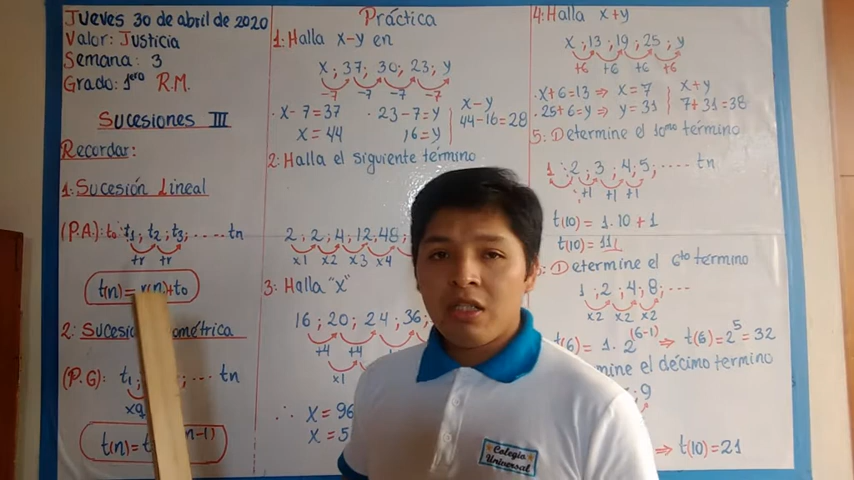 Jueves 30 de abril de 2020
Valor: Justicia
Semana: 3
Grado: 1ero R.M.
Sucesiones III
Recordar:
1: Sucesión Lineal
(P.A.): t0; t1; t2; t3; ..... tn
+r +r
t(n) = r(n)+t0
2: métrica
(P.G): t1; ... tn
t(n)= n-1)
Práctica
1: Halla x-y en
x; 37; 30; 23; y
-7 -7 -7 -7
· x-7=37 · 23-7=y x-y
x=44 16=y 44-16=28
2: Halla el siguiente término
2; 2; 4; 12; 48;
x1 x2 x3 x4
3: Halla "x"
16; 20; 24; 36;
+4 +4
x1
∴ x=96
x=5
4: Halla x+y
x; 13; 19; 25; y
+6 +6 +6 +6
· x+6=13 ⇒ x=7 x+y
· 25+6=y ⇒ y=31 7+31=38
5: Determine el 10mo término
1; 2; 3; 4; 5; ..... tn
+1 +1 +1
t(10) = 1.10+1
t(10) = 11
Determine el 6to término
1; 2; 4; 8; ...
x2 x2 x2
t(6) = 1.2^(6-1) ⇒ t(6)=2^5=32
mine el décimo termino
; 9
⇒ t(10)=21
Colegio
Universal